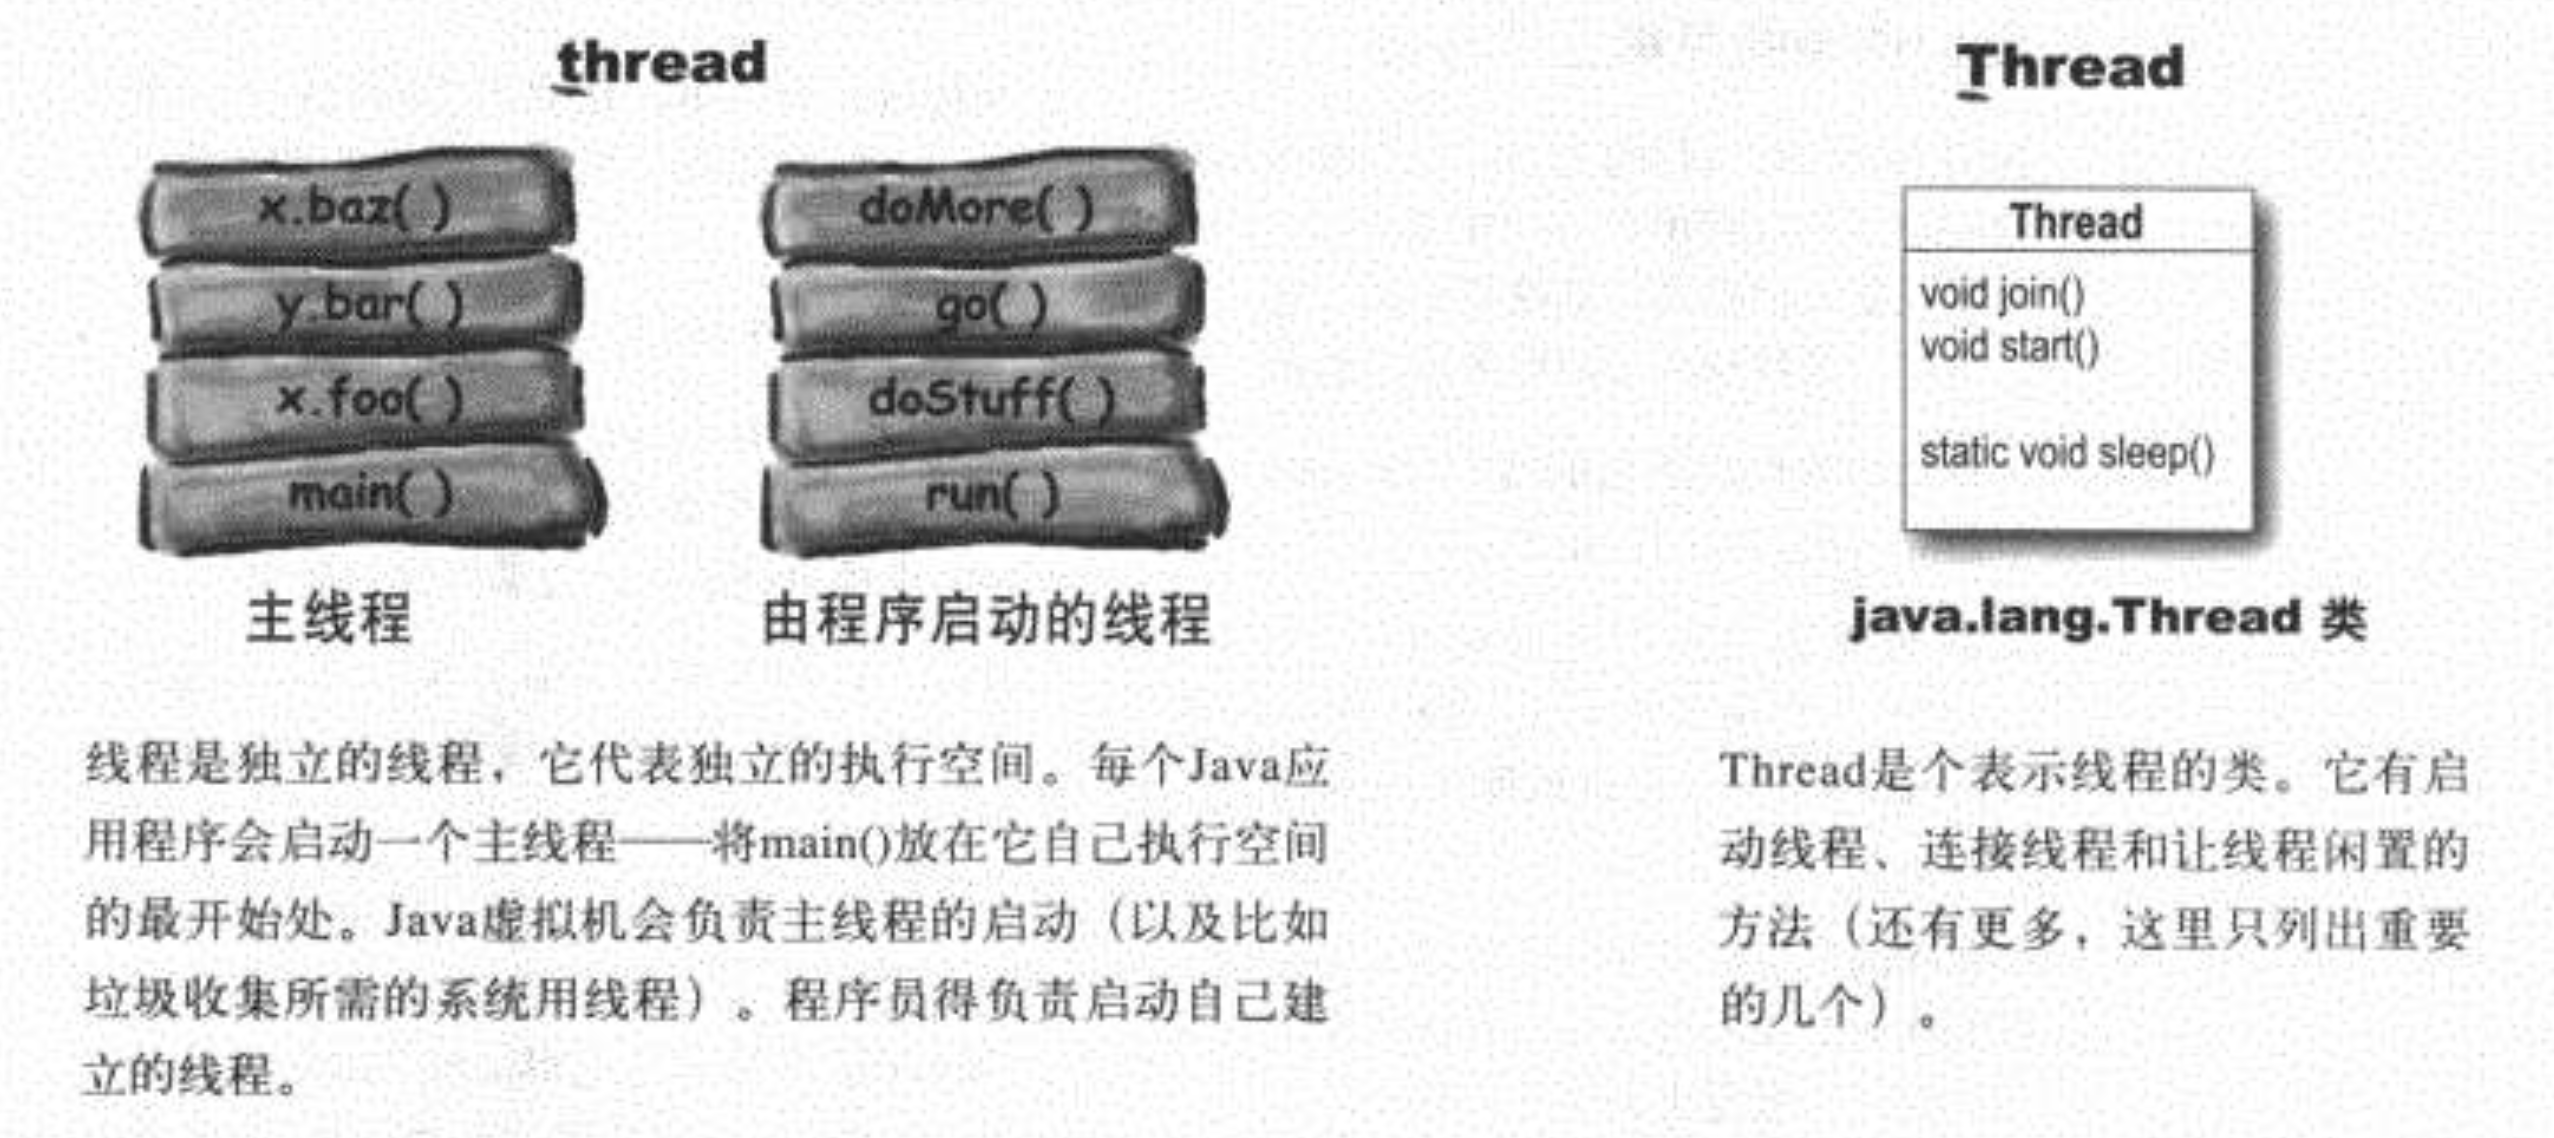 thread
x.baz( )
y.bar( )
x.foo( )
main( )
主线程
doMore( )
go( )
doStuff( )
run( )
由程序启动的线程
线程是独立的线程，它代表独立的执行空间。每个Java应
用程序会启动一个主线程——将main()放在它自己执行空间
的最开始处。Java虚拟机会负责主线程的启动（以及比如
垃圾收集所需的系统用线程）。程序员得负责启动自己建
立的线程。
Thread
Thread
void join()
void start()
static void sleep()
java.lang.Thread 类
Thread是个表示线程的类。它有启
动线程、连接线程和让线程闲置的
方法（还有更多，这里只列出重要
的几个）。